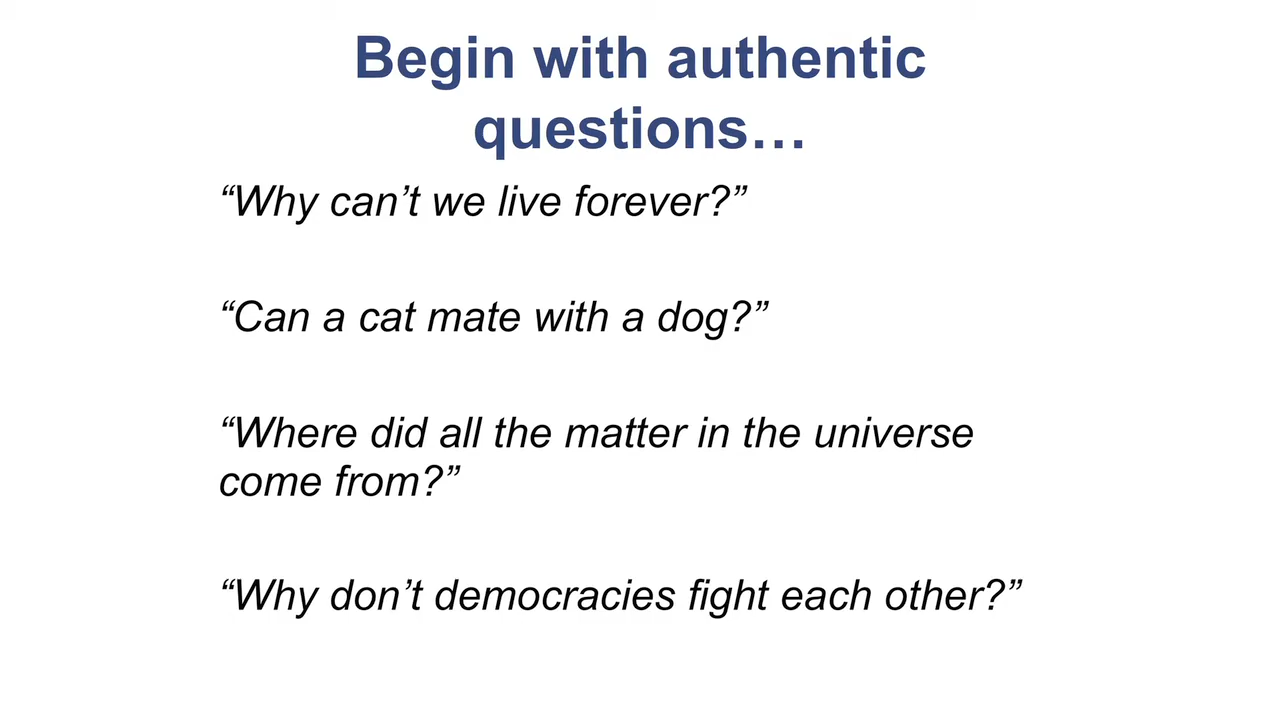 Begin with authentic
questions…
“Why can’t we live forever?”
“Can a cat mate with a dog?”
“Where did all the matter in the universe
come from?”
“Why don’t democracies fight each other?”